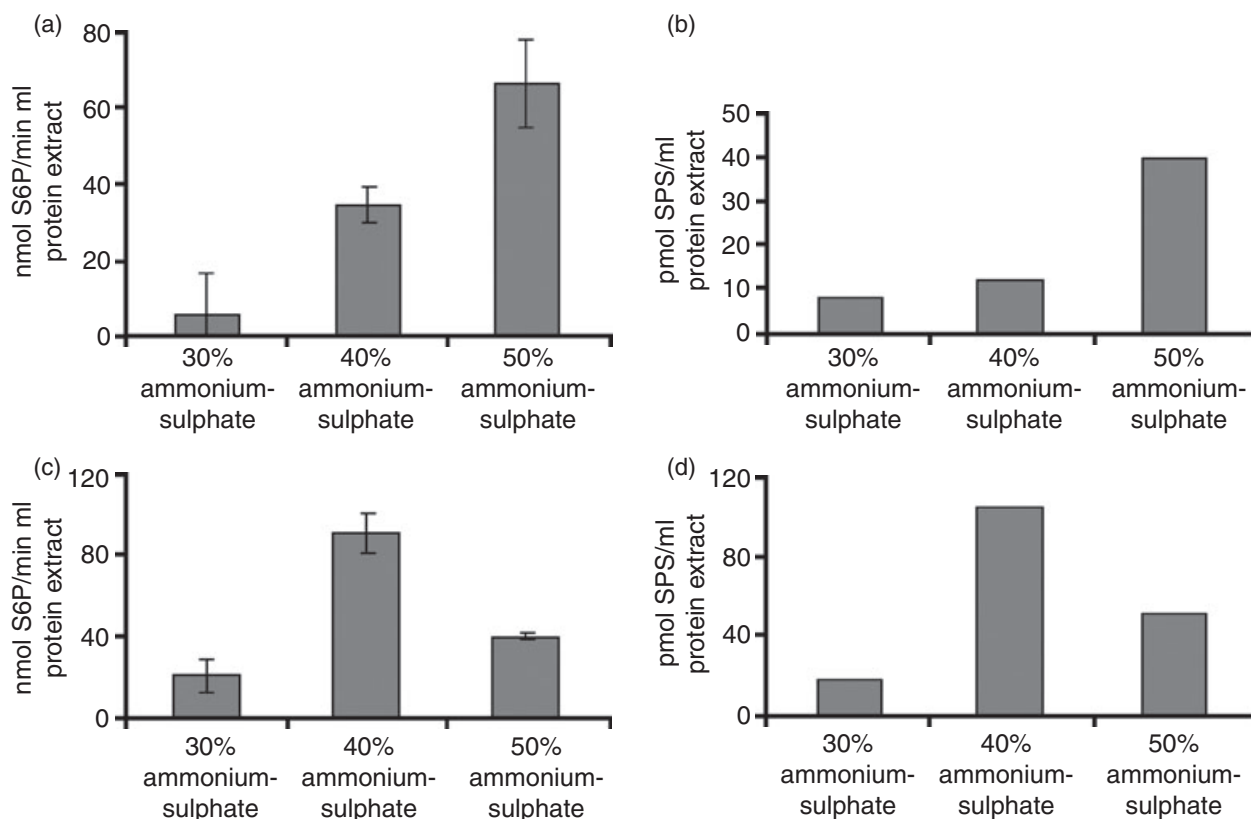 (a)
nmol S6P/min ml
protein extract
80
60
40
20
0
30%
ammonium-
sulphate
40%
ammonium-
sulphate
50%
ammonium-
sulphate
(b)
pmol SPS/ml
protein extract
50
40
30
20
10
0
30%
ammonium-
sulphate
40%
ammonium-
sulphate
50%
ammonium-
sulphate
(c)
nmol S6P/min ml
protein extract
120
80
40
0
30%
ammonium-
sulphate
40%
ammonium-
sulphate
50%
ammonium-
sulphate
(d)
pmol SPS/ml
protein extract
120
80
40
0
30%
ammonium-
sulphate
40%
ammonium-
sulphate
50%
ammonium-
sulphate